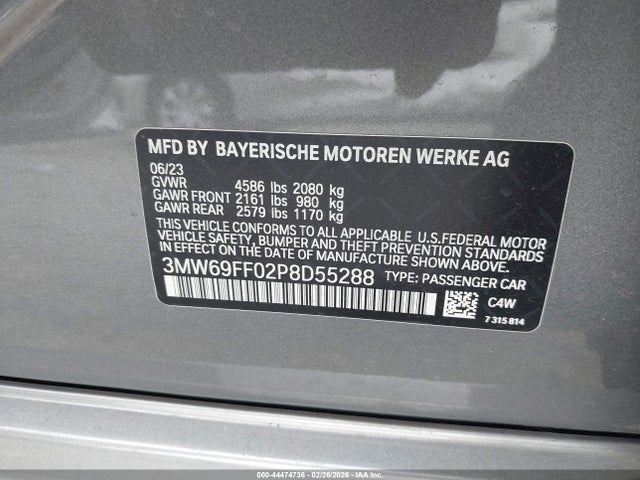 MFD BY BAYERISCHE MOTOREN WERKE AG
06/23
GVWR 4586 lbs 2080 kg
GAWR FRONT 2161 lbs 980 kg
GAWR REAR 2579 lbs 1170 kg
THIS VEHICLE CONFORMS TO ALL APPLICABLE U.S.FEDERAL MOTOR
VEHICLE SAFETY, BUMPER, AND THEFT PREVENTION STANDARDS
IN EFFECT ON THE DATE OF MANUFACTURE SHOWN ABOVE.
3MW69FF02P8D55288 TYPE: PASSENGER CAR
C4W
7 315 814
000-44474736 - 02/26/2026 - IAA Inc.